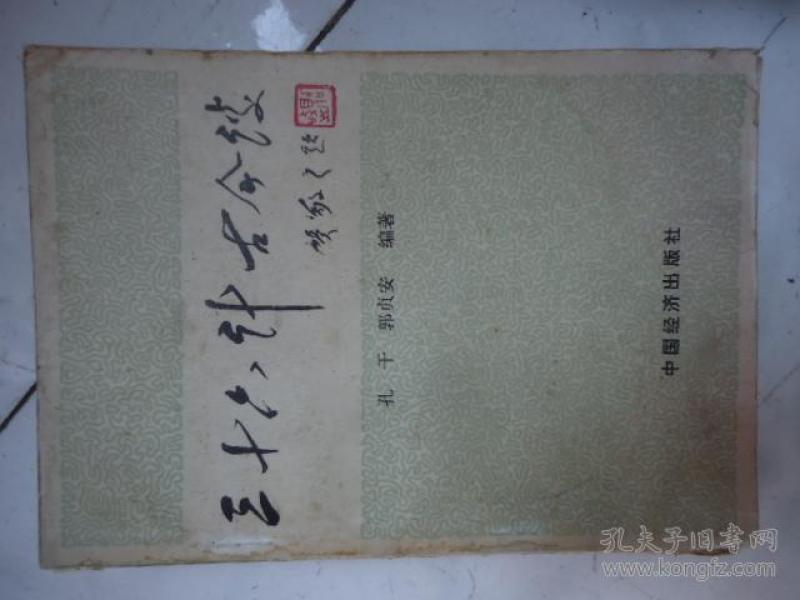 三十六计古今谈
题
孔干 郭贞安 编著
中国经济出版社
孔夫子旧书网
www.kongfz.com